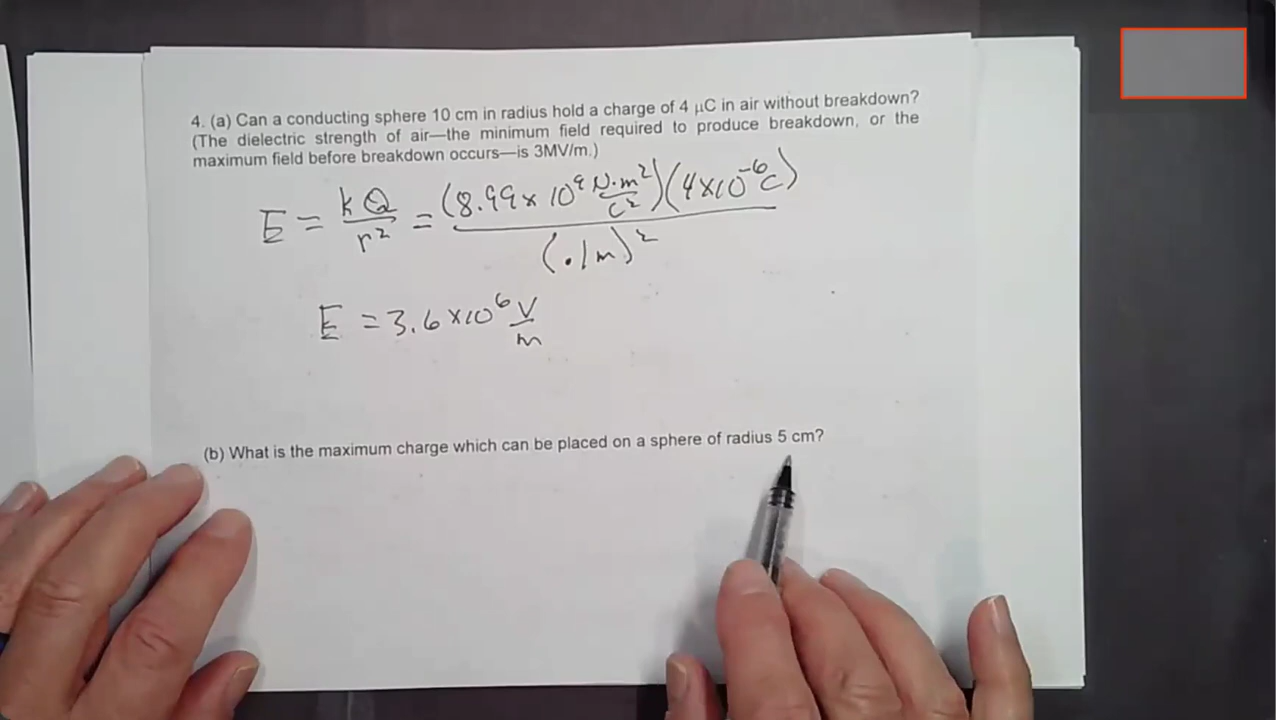 4. (a) Can a conducting sphere 10 cm in radius hold a charge of 4 μC in air without breakdown?
(The dielectric strength of air—the minimum field required to produce breakdown, or the
maximum field before breakdown occurs—is 3MV/m.)
E = kQ/r² = (8.99 × 10⁹ N·m²/C²)(4×10⁻⁶C)/(.1m)²
E = 3.6×10⁶ V/m
(b) What is the maximum charge which can be placed on a sphere of radius 5 cm?